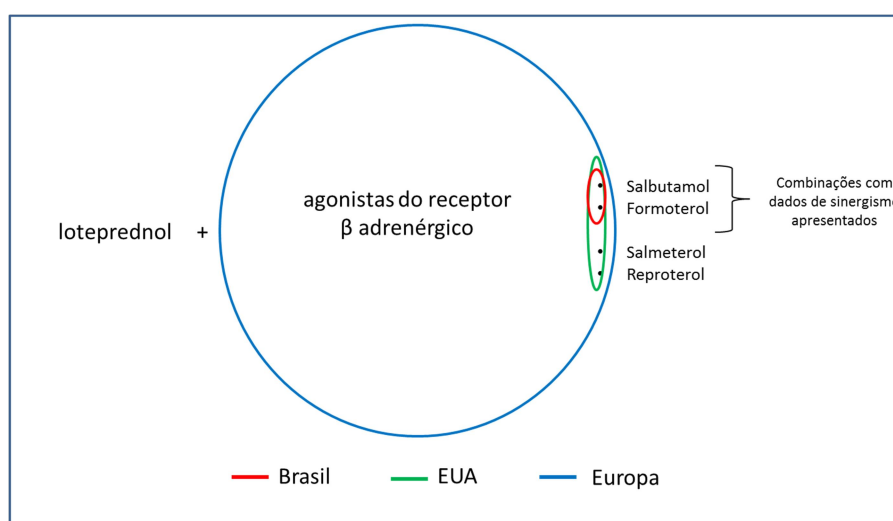 loteprednol +
agonistas do receptor
β adrenérgico
Salbutamol
Formoterol
Salmeterol
Reproterol
Combinações com
dados de sinergismo
apresentados
Brasil
EUA
Europa